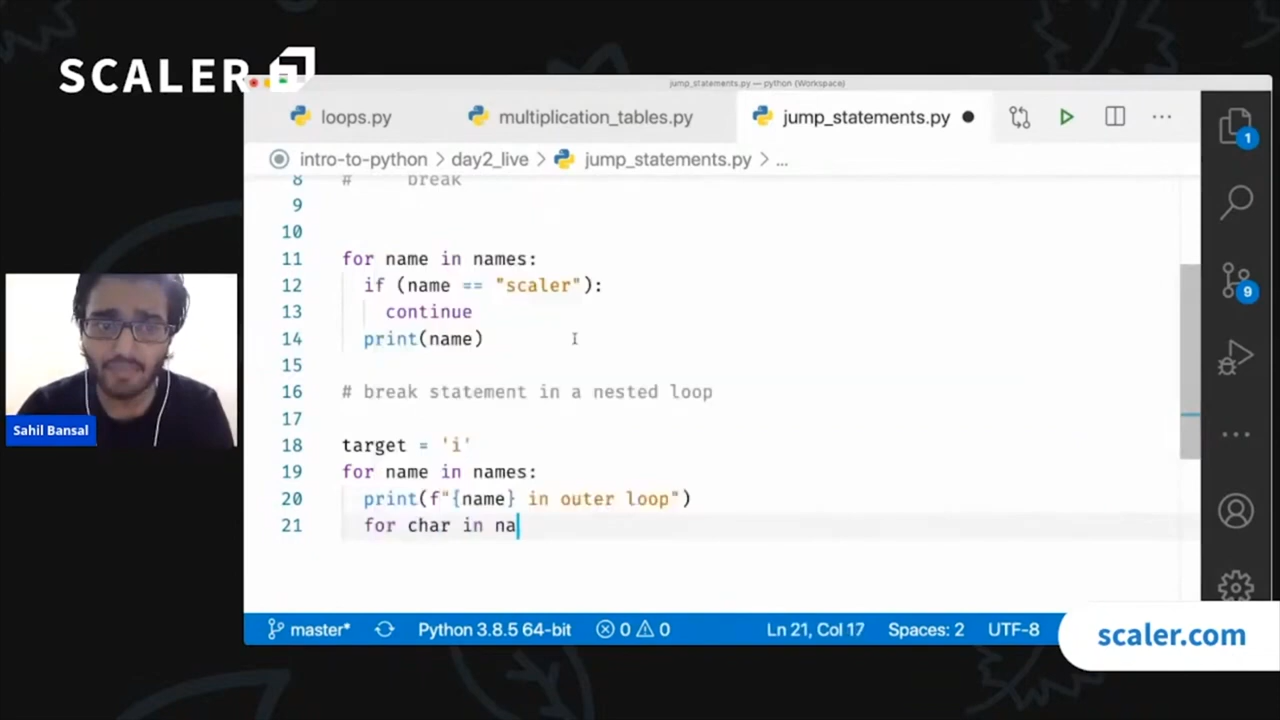 SCALER
jump_statements.py — python (Workspace)
loops.py
multiplication_tables.py
jump_statements.py
intro-to-python > day2_live > jump_statements.py > ...
8 # break
9
10
11 for name in names:
12 if (name == "scaler"):
13 continue
14 print(name)
15
16 # break statement in a nested loop
17
18 target = 'i'
19 for name in names:
20 print(f"{name} in outer loop")
21 for char in na
1
9
Sahil Bansal
master* Python 3.8.5 64-bit 0 0 Ln 21, Col 17 Spaces: 2 UTF-8
scaler.com